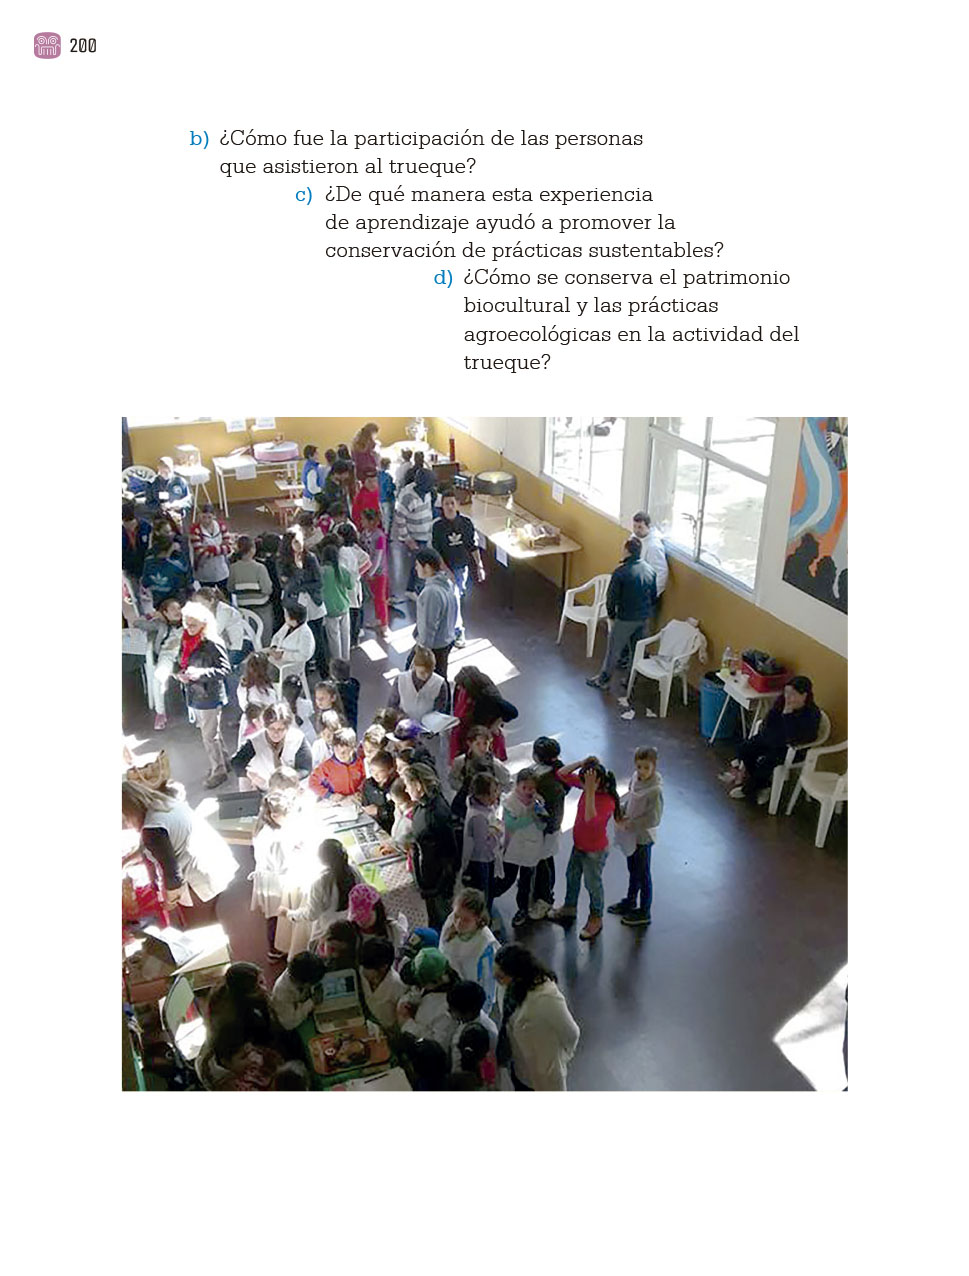 200
b) ¿Cómo fue la participación de las personas
que asistieron al trueque?
c) ¿De qué manera esta experiencia
de aprendizaje ayudó a promover la
conservación de prácticas sustentables?
d) ¿Cómo se conserva el patrimonio
biocultural y las prácticas
agroecológicas en la actividad del
trueque?